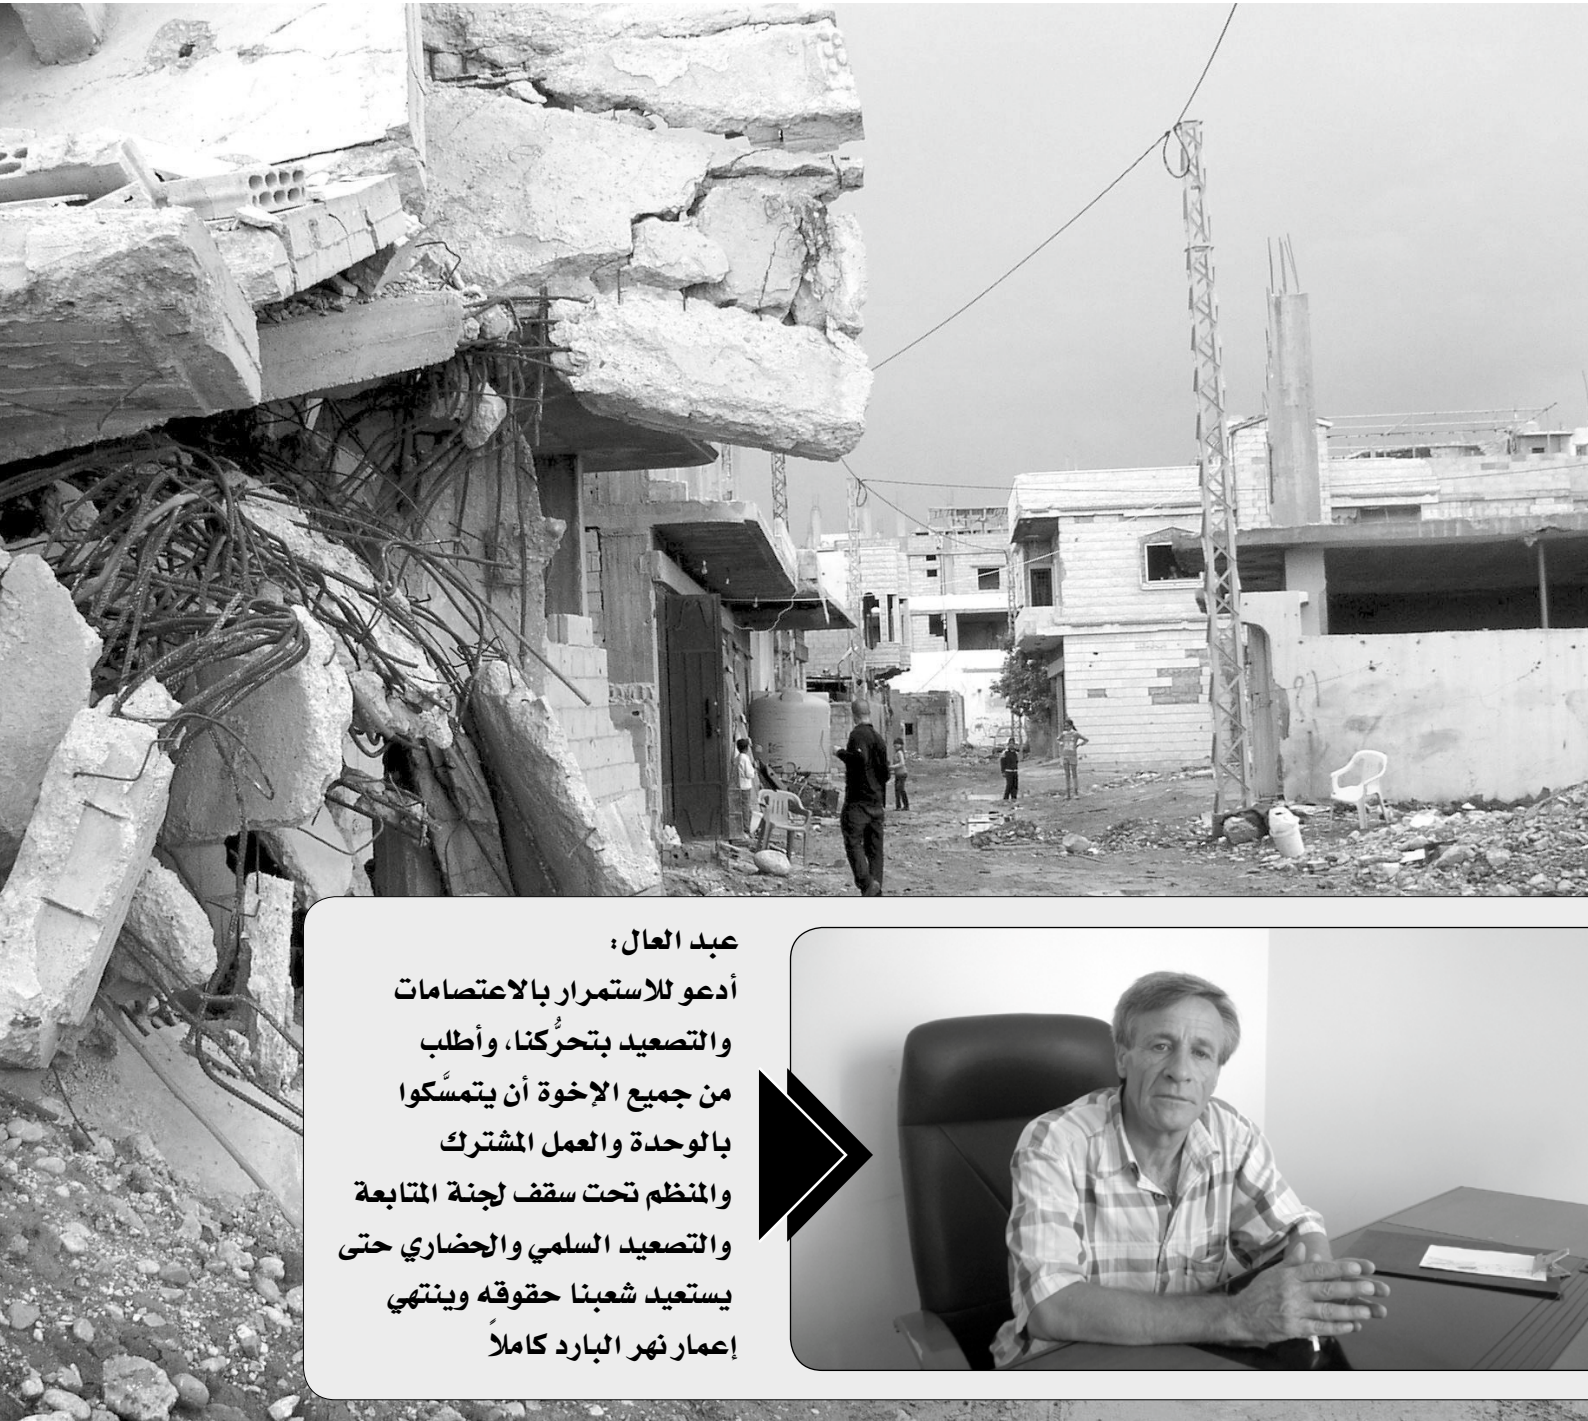 عبد العال:
أدعو للاستمرار بالاعتصامات
والتصعيد بتحرُّكنا، وأطلب
من جميع الإخوة أن يتمسَّكوا
بالوحدة والعمل المشترك
والمنظم تحت سقف لجنة المتابعة
والتصعيد السلمي والحضاري حتى
يستعيد شعبنا حقوقه وينتهي
إعمار نهر البارد كاملاً